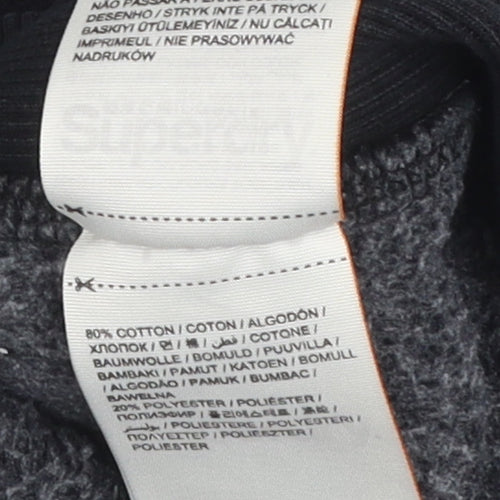 NÃO PASSAR A FERRO
DESENHO / STRYK INTE PÅ TRYCK /
BASKIYI ÜTÜLEMEYİNİZ / NU CĂLCAȚI
IMPRIMEUL / NIE PRASOWYWAĆ
NADRUKÓW
Superdry
80% COTTON / COTON / ALGODÓN /
ХЛОПОК / 면 / 棉 / قطن / COTONE /
BAUMWOLLE / BOMULD / PUUVILLA /
BAMBAKI / PAMUT / KATOEN / BOMULL
/ ALGODÃO / PAMUK / BUMBAC /
BAWEŁNA
20% POLYESTER / POLIÉSTER /
ПОЛИЭФИР / 폴리에스테르 / 涤纶 /
بوليستر / POLIESTERE / POLYESTERI /
ΠΟΛΥΕΣΤΕΡ / POLIÉSZTER /
POLIESTER